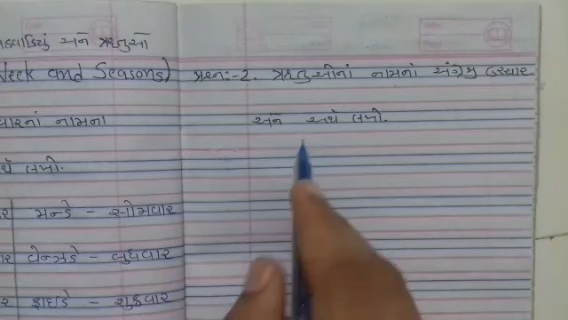 અઠવાડિયું અને ઋતુઓ
Week and Seasons)
વારનાં નામના
લખો.
મન્ડે - સોમવાર
વેન્સડે - બુધવાર
ફ્રાઇડે - શુક્રવાર
પ્રશ્ન:-2. ઋતુઓનાં નામનો અંગ્રેજી ઉચ્ચાર
અને અર્થ લખો.